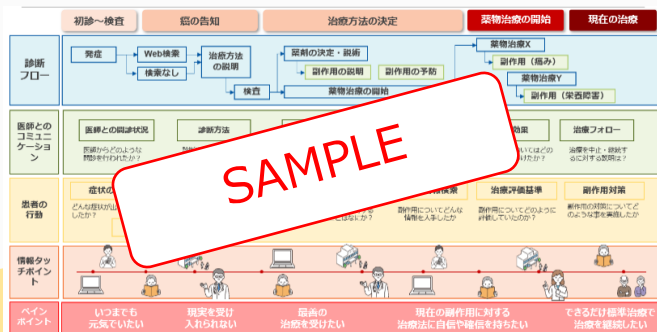 初診～検査
癌の告知
治療方法の決定
薬物治療の開始
現在の治療
診断
フロー
発症
Web検索
検索なし
治療方法
の説明
検査
薬剤の決定・説明
副作用の説明
副作用の予防
薬物治療の開始
薬物治療X
副作用（痛み）
薬物治療Y
副作用（栄養障害）
医師との
コミュニ
ケーショ
ン
医師との問診状況
診断方法
効果
治療フォロー
医師からどのような
問診を行われたか？
治療を中止・継続す
るに対する説明は？
SAMPLE
患者の
行動
症状の
治療評価基準
副作用対策
どんな症状が
したか？
副作用についてどんな
情報を入手したか
副作用についてどのように
評価していたのか？
副作用の対策についてど
のような事を実施したか
情報タッ
チポイン
ト
ペイン
ポイント
いつまでも
元気でいたい
現実を受け
入れられない
最善の
治療を受けたい
現在の副作用に対する
治療法に自信や確信を持ちたい
できるだけ標準治療で
治療を継続したい